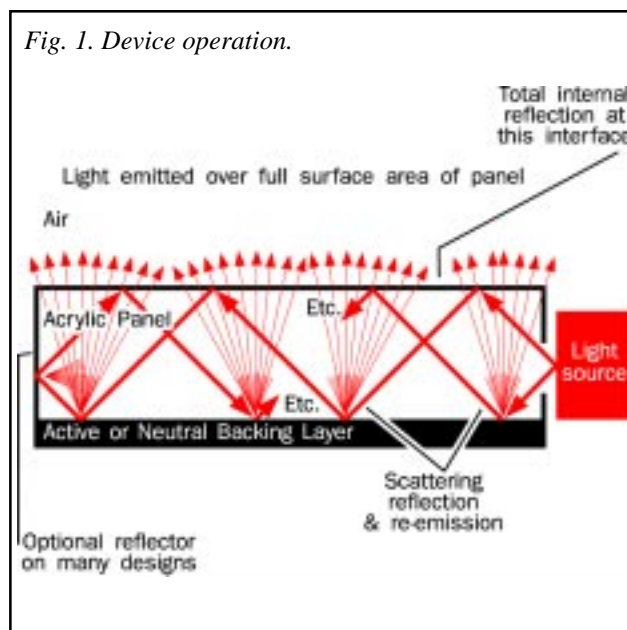 Fig. 1. Device operation.
Total internal
reflection at
this interface
Light emitted over full surface area of panel
Air
Acrylic Panel
Etc.
Light
source
Etc.
Active or Neutral Backing Layer
Scattering
reflection
& re-emission
Optional reflector
on many designs